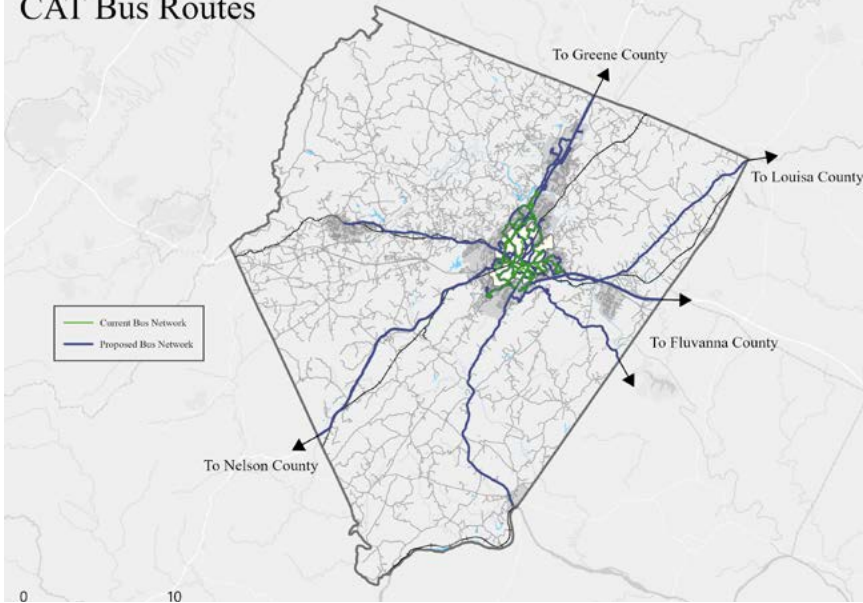 CAT Bus Routes
To Greene County
To Louisa County
Current Bus Network
Proposed Bus Network
To Fluvanna County
To Nelson County
0 10